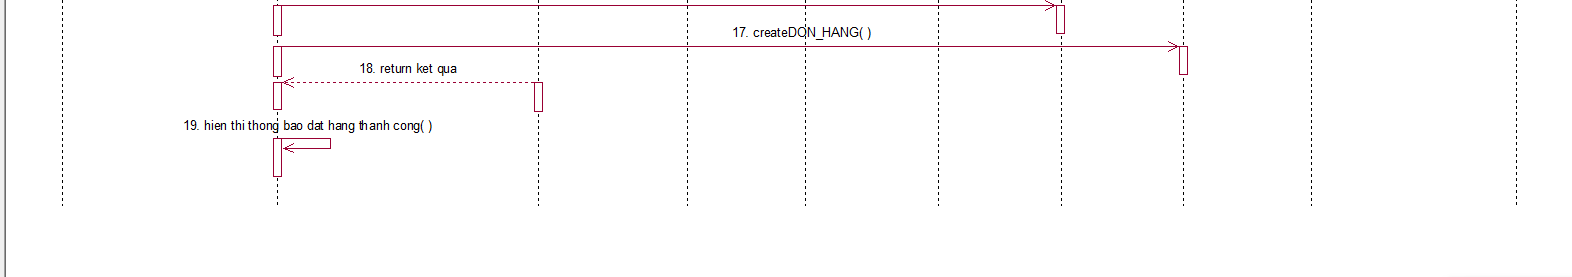 17. createDON_HANG( )
18. return ket qua
19. hien thi thong bao dat hang thanh cong( )